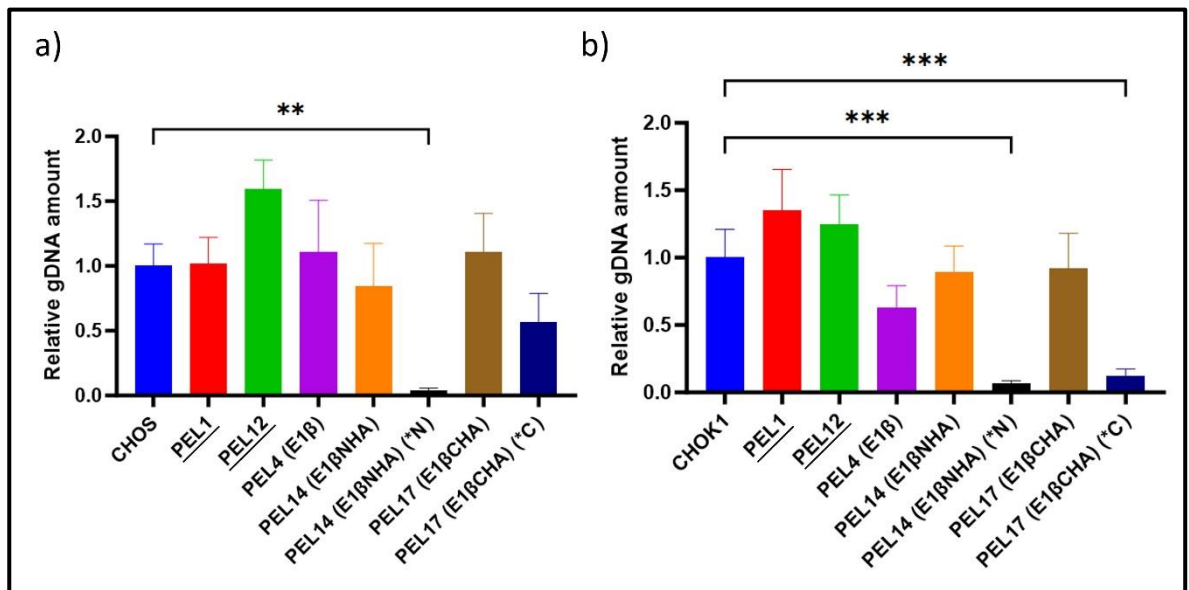 a)
**
Relative gDNA amount
2.0
1.5
1.0
0.5
0.0
CHOS
PEL1
PEL12
PEL4 (E1β)
PEL14 (E1βNHA)
PEL14 (E1βNHA) (*N)
PEL17 (E1βCHA)
PEL17 (E1βCHA) (*C)
b)
***
***
Relative gDNA amount
2.0
1.5
1.0
0.5
0.0
CHOK1
PEL1
PEL12
PEL4 (E1β)
PEL14 (E1βNHA)
PEL14 (E1βNHA) (*N)
PEL17 (E1βCHA)
PEL17 (E1βCHA) (*C)